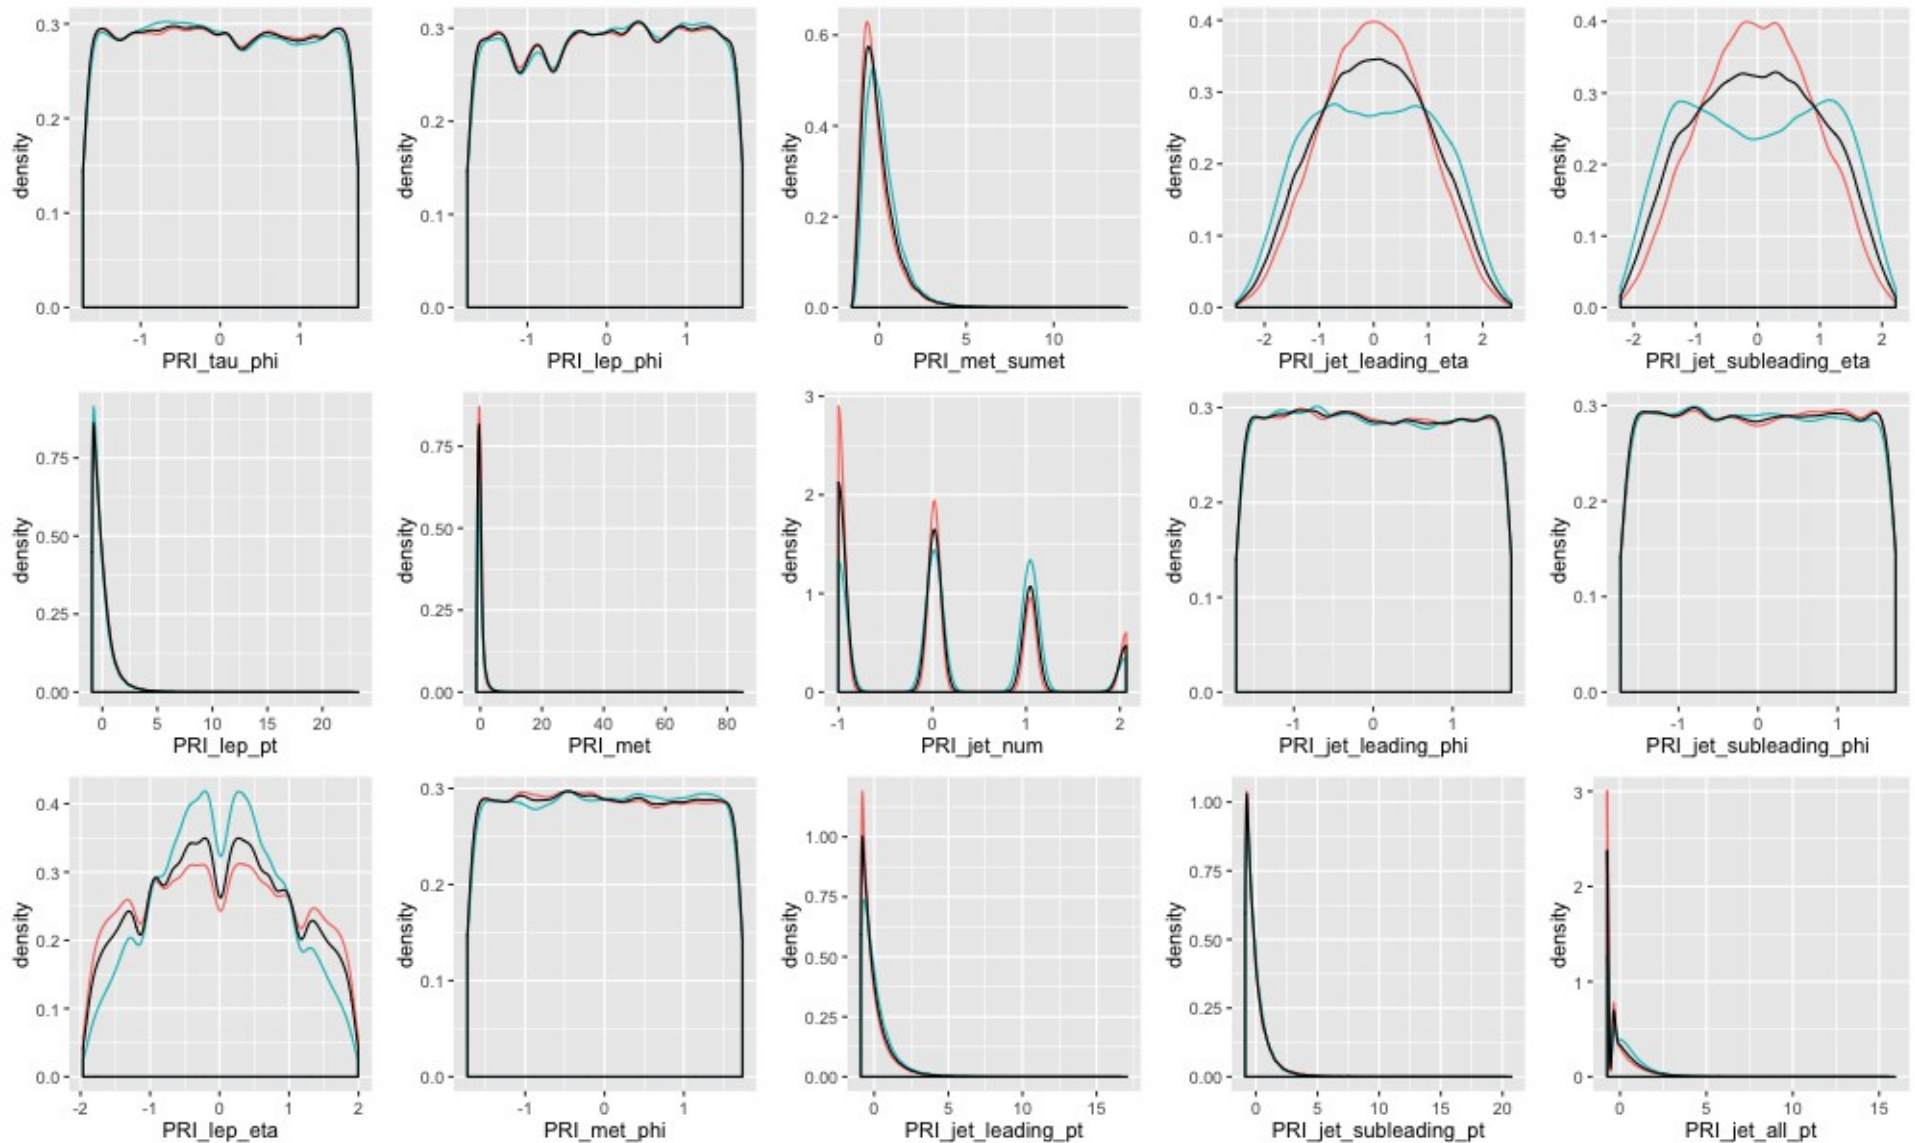 density
0.3
0.2
0.1
0.0
-1 0 1
PRI_tau_phi
density
0.3
0.2
0.1
0.0
-1 0 1
PRI_lep_phi
density
0.6
0.4
0.2
0.0
0 5 10
PRI_met_sumet
density
0.4
0.3
0.2
0.1
0.0
-2 -1 0 1 2
PRI_jet_leading_eta
density
0.4
0.3
0.2
0.1
0.0
-2 -1 0 1 2
PRI_jet_subleading_eta
density
0.75
0.50
0.25
0.00
0 5 10 15 20
PRI_lep_pt
density
0.75
0.50
0.25
0.00
0 20 40 60 80
PRI_met
density
3
2
1
0
-1 0 1 2
PRI_jet_num
density
0.3
0.2
0.1
0.0
-1 0 1
PRI_jet_leading_phi
density
0.3
0.2
0.1
0.0
-1 0 1
PRI_jet_subleading_phi
density
0.4
0.3
0.2
0.1
0.0
-2 -1 0 1 2
PRI_lep_eta
density
0.3
0.2
0.1
0.0
-1 0 1
PRI_met_phi
density
1.00
0.75
0.50
0.25
0.00
0 5 10 15
PRI_jet_leading_pt
density
1.00
0.75
0.50
0.25
0.00
0 5 10 15 20
PRI_jet_subleading_pt
density
3
2
1
0
0 5 10 15
PRI_jet_all_pt